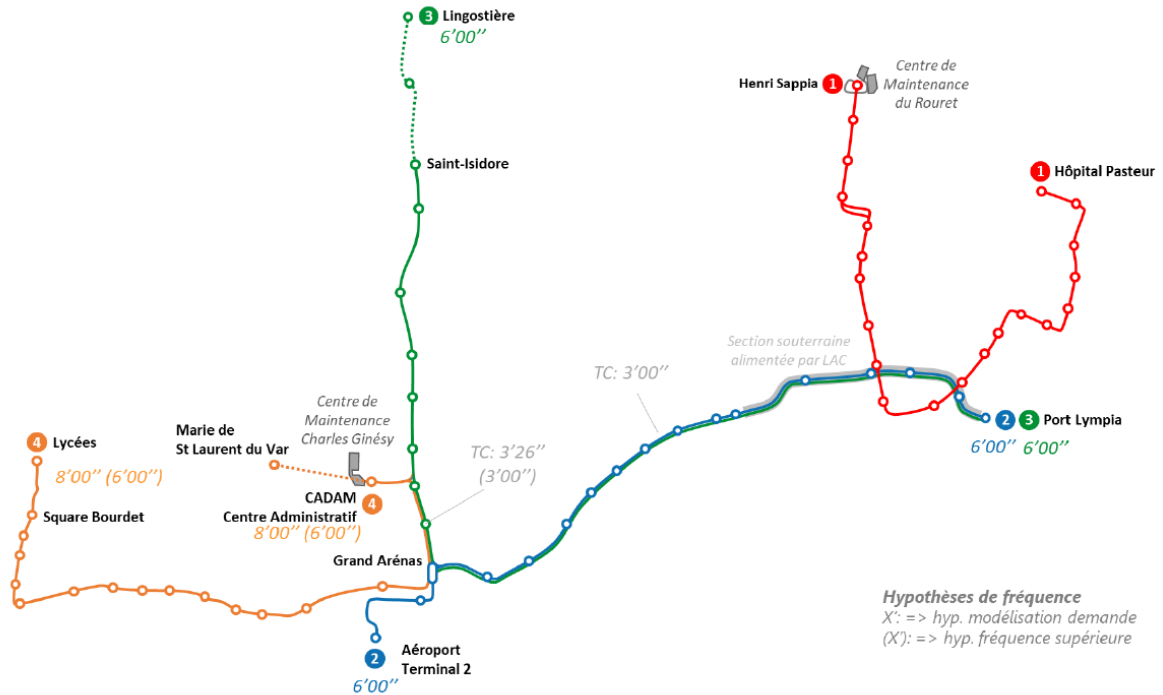 3 Lingostière
6’00’’
Centre de
Maintenance
du Rouret
Henri Sappia 1
1 Hôpital Pasteur
Saint-Isidore
Section souterraine
alimentée par LAC
TC: 3’00’’
Centre de
Maintenance
Charles Ginésy
2 3 Port Lympia
6’00’’ 6’00’’
4 Lycées
8’00’’ (6’00’’)
Marie de
St Laurent du Var
TC: 3’26’’
(3’00’’)
CADAM 4
Centre Administratif
8’00’’ (6’00’’)
Square Bourdet
Grand Arénas
Hypothèses de fréquence
X’: => hyp. modélisation demande
(X’): => hyp. fréquence supérieure
2 Aéroport
Terminal 2
6’00’’